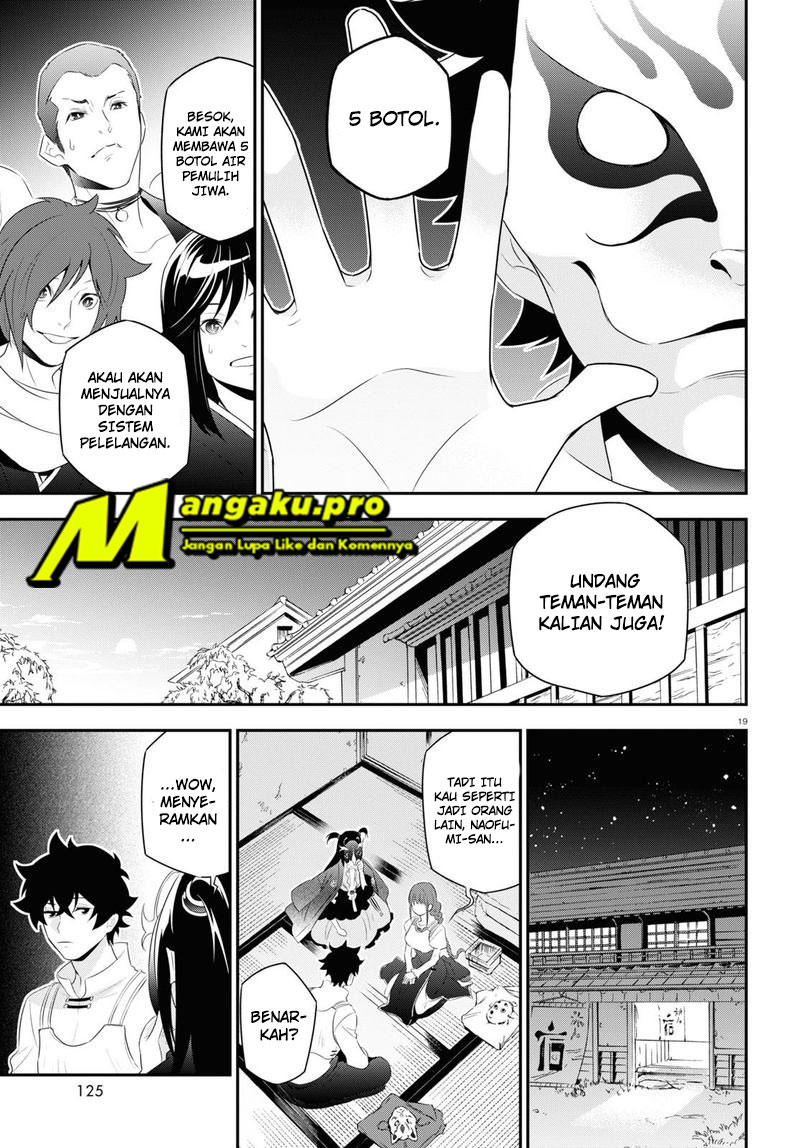 5 BOTOL.
BESOK,
KAMI AKAN
MEMBAWA 5
BOTOL AIR
PEMULIH
JIWA.
AKAU AKAN
MENJUALNYA
DENGAN
SISTEM
PELELANGAN.
Mangaku.pro
Jangan Lupa Like dan Komennya
UNDANG
TEMAN-TEMAN
KALIAN JUGA!
19
信
信
TADI ITU
KAU SEPERTI
JADI ORANG
LAIN, NAOFU-
MI-SAN...
BENAR-
KAH?
...WOW,
MENYE-
RAMKAN
...
125